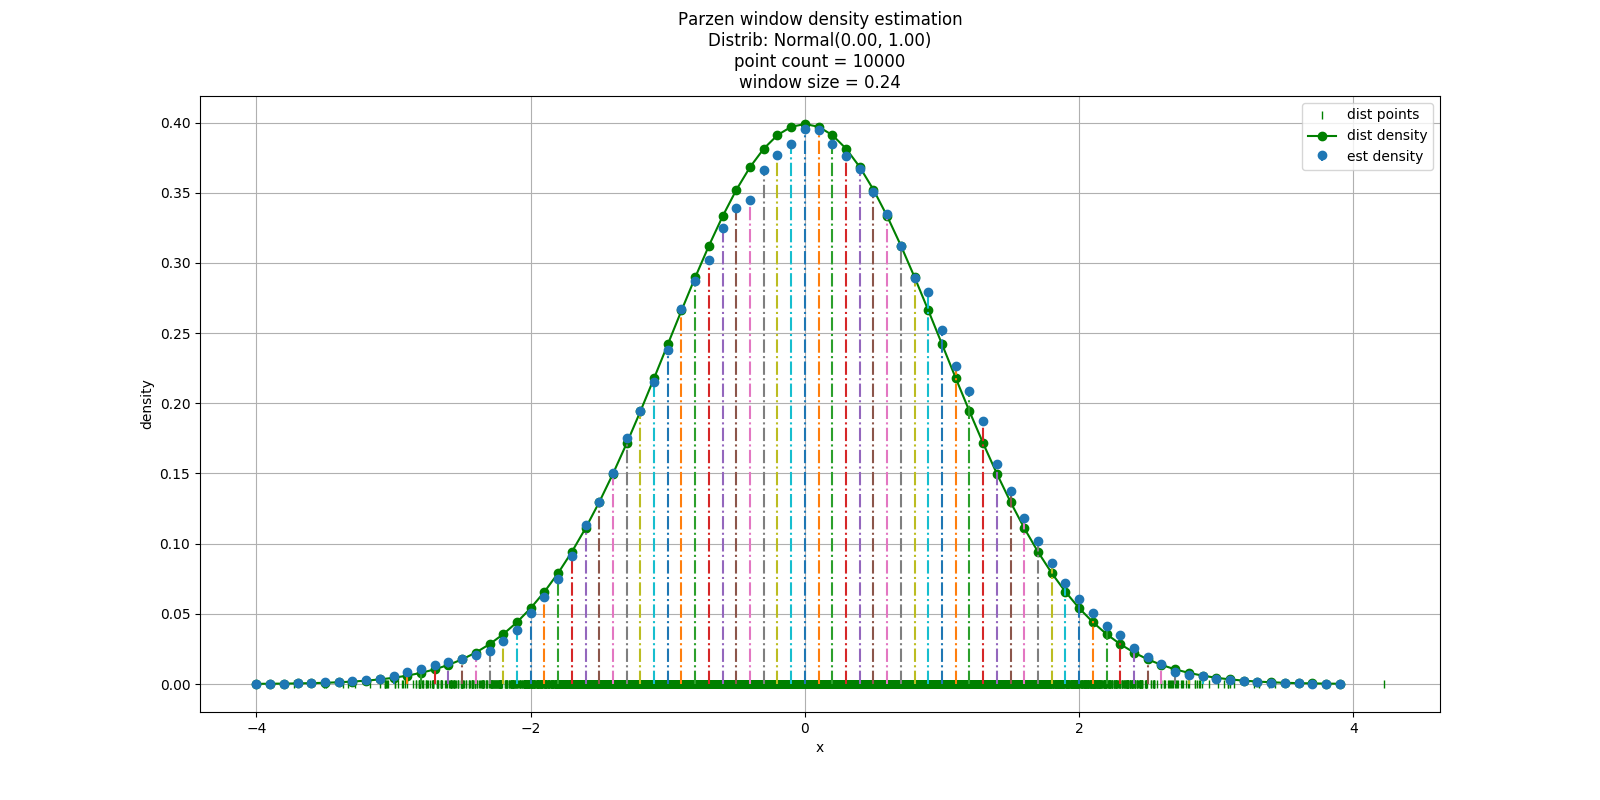 Parzen window density estimation
Distrib: Normal(0.00, 1.00)
point count = 10000
window size = 0.24
dist points
dist density
est density
0.40
0.35
0.30
0.25
0.20
0.15
0.10
0.05
0.00
density
−4
−2
0
2
4
x